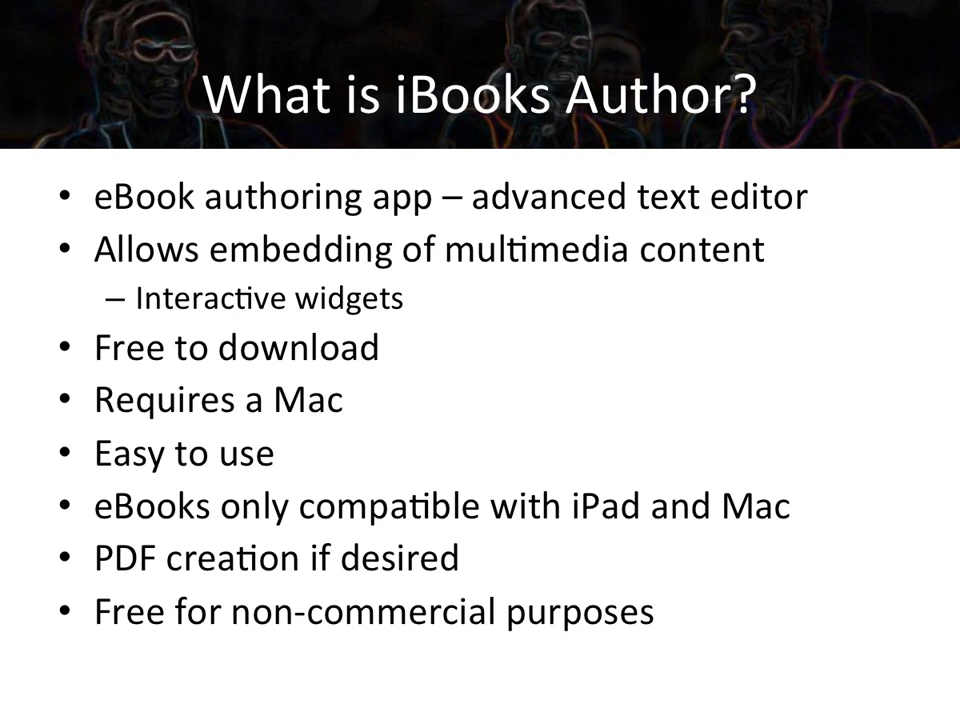 What is iBooks Author?
• eBook authoring app – advanced text editor
• Allows embedding of multimedia content
– Interactive widgets
• Free to download
• Requires a Mac
• Easy to use
• eBooks only compatible with iPad and Mac
• PDF creation if desired
• Free for non-commercial purposes